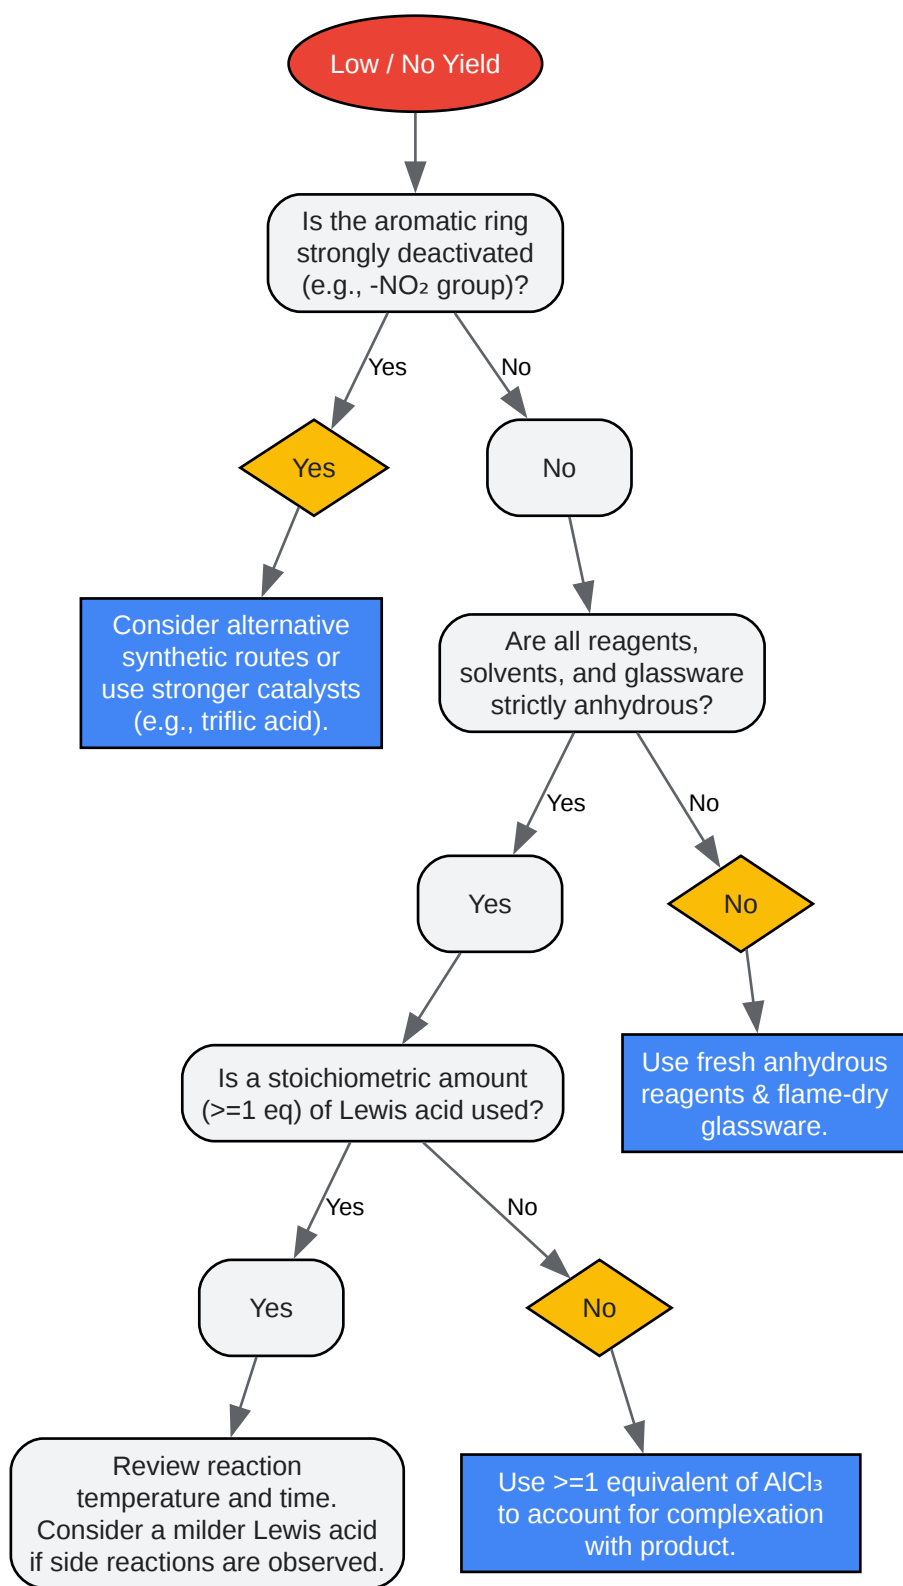 Low / No Yield
Is the aromatic ring
strongly deactivated
(e.g., -NO₂ group)?
Yes
No
Yes
No
Consider alternative
synthetic routes or
use stronger catalysts
(e.g., triflic acid).
Are all reagents,
solvents, and glassware
strictly anhydrous?
Yes
No
Yes
No
Use fresh anhydrous
reagents & flame-dry
glassware.
Is a stoichiometric amount
(>=1 eq) of Lewis acid used?
Yes
No
Yes
No
Review reaction
temperature and time.
Consider a milder Lewis acid
if side reactions are observed.
Use >=1 equivalent of AlCl₃
to account for complexation
with product.